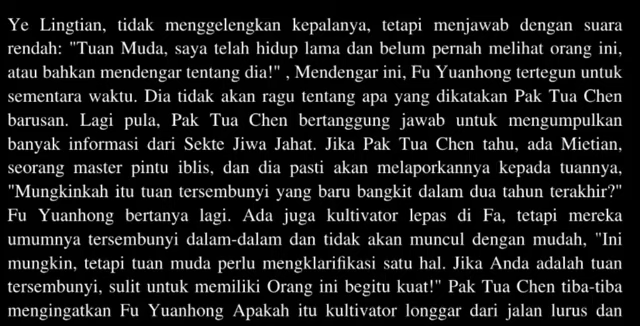 Ye Lingtian, tidak menggelengkan kepalanya, tetapi menjawab dengan suara
rendah: "Tuan Muda, saya telah hidup lama dan belum pernah melihat orang ini,
atau bahkan mendengar tentang dia!" , Mendengar ini, Fu Yuanhong tertegun untuk
sementara waktu. Dia tidak akan ragu tentang apa yang dikatakan Pak Tua Chen
barusan. Lagi pula, Pak Tua Chen bertanggung jawab untuk mengumpulkan
banyak informasi dari Sekte Jiwa Jahat. Jika Pak Tua Chen tahu, ada Mietian,
seorang master pintu iblis, dan dia pasti akan melaporkannya kepada tuannya,
"Mungkinkah itu tuan tersembunyi yang baru bangkit dalam dua tahun terakhir?"
Fu Yuanhong bertanya lagi. Ada juga kultivator lepas di Fa, tetapi mereka
umumnya tersembunyi dalam-dalam dan tidak akan muncul dengan mudah, "Ini
mungkin, tetapi tuan muda perlu mengklarifikasi satu hal. Jika Anda adalah tuan
tersembunyi, sulit untuk memiliki Orang ini begitu kuat!" Pak Tua Chen tiba-tiba
mengingatkan Fu Yuanhong Apakah itu kultivator longgar dari jalan lurus dan